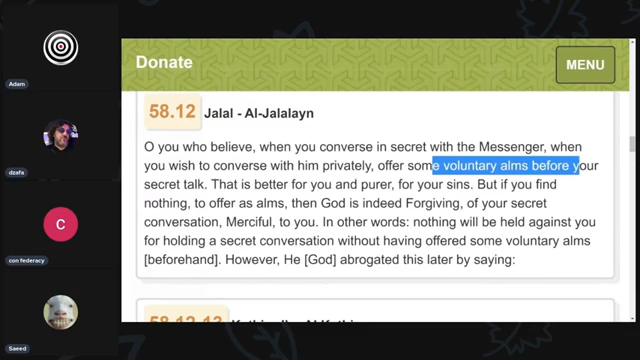 Adam
dzafa
C
con federacy
Saeed
Donate
MENU
58.12 Jalal - Al-Jalalayn
O you who believe, when you converse in secret with the Messenger, when
you wish to converse with him privately, offer some voluntary alms before your
secret talk. That is better for you and purer, for your sins. But if you find
nothing, to offer as alms, then God is indeed Forgiving, of your secret
conversation, Merciful, to you. In other words: nothing will be held against you
for holding a secret conversation without having offered some voluntary alms
[beforehand]. However, He [God] abrogated this later by saying:
58.12-13